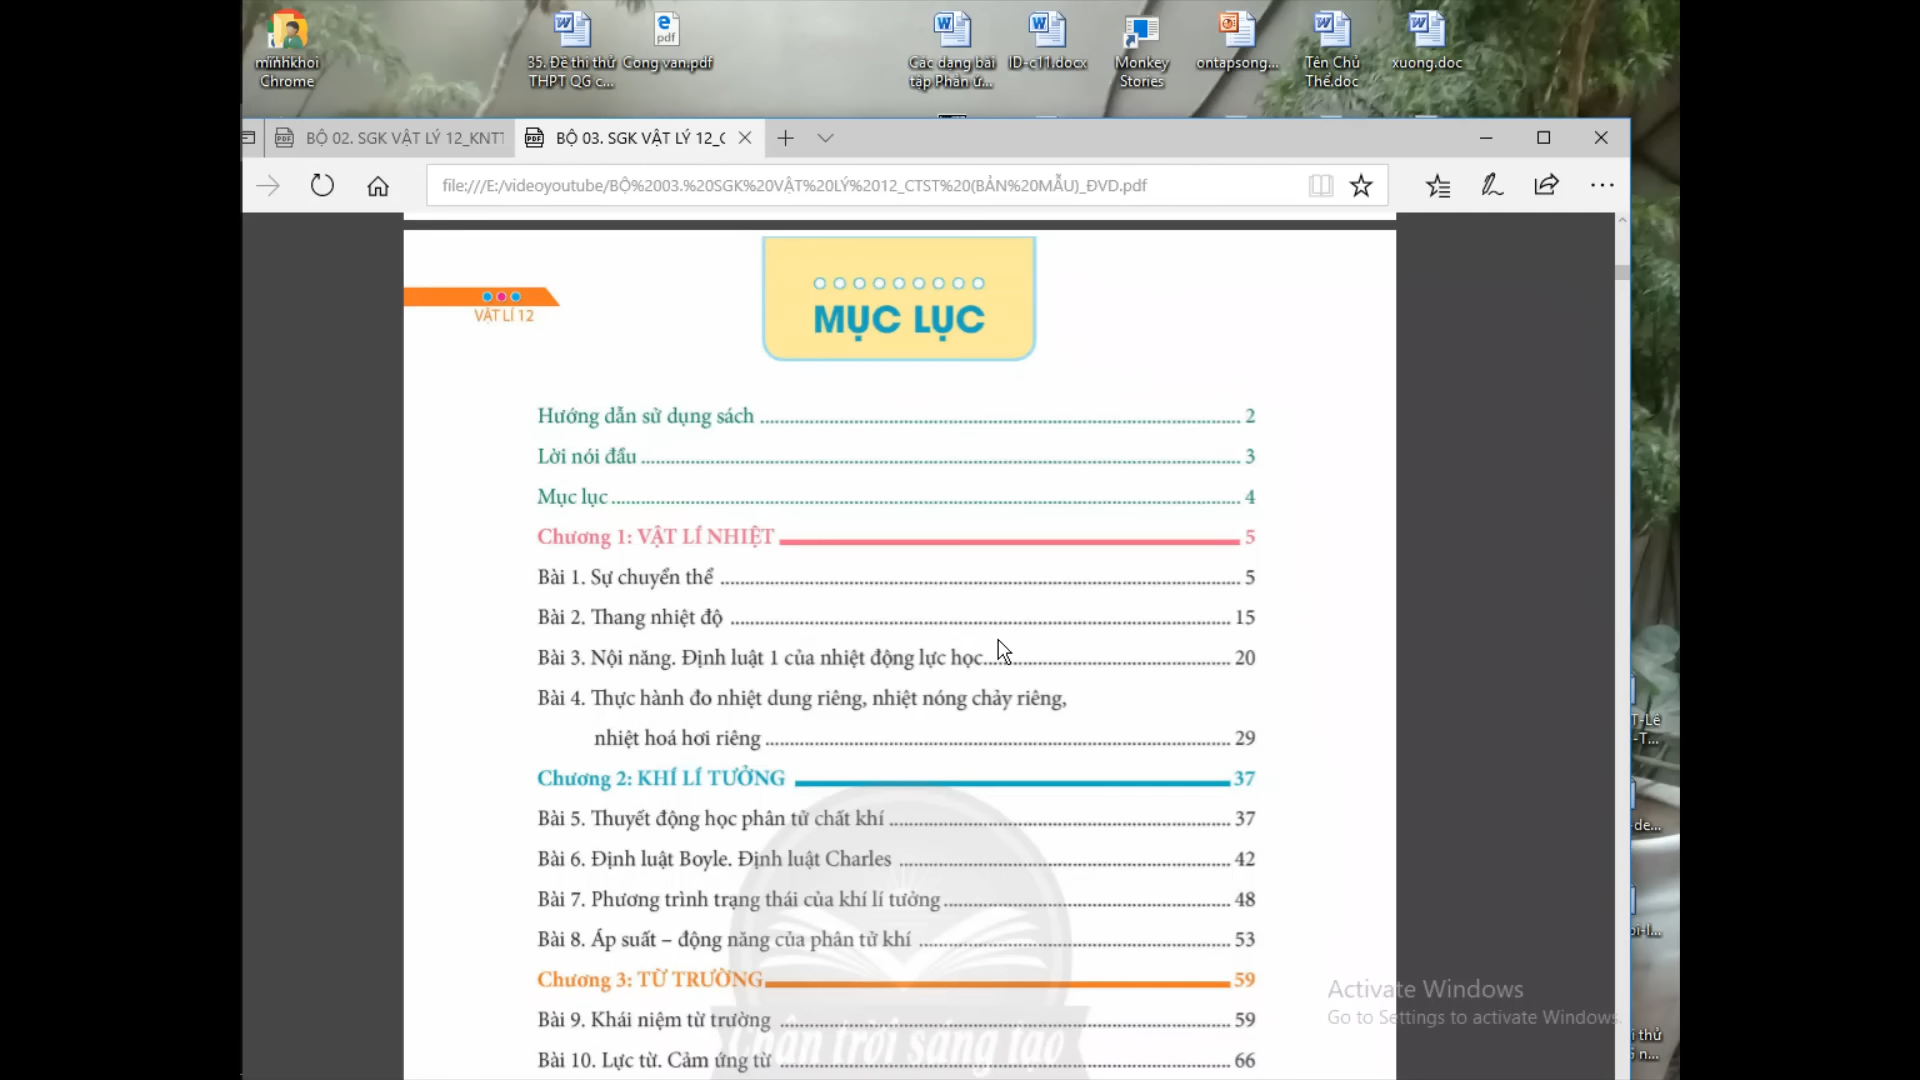 minhkhoi
Chrome
35. Đề thi thử
THPT QG c...
Cong van.pdf
Các dạng bài
tập Phản ứ...
ID-c11.docx
Monkey
Stories
ontapsong...
Tên Chủ
Thể.doc
xuong.doc
BỘ 02. SGK VẬT LÝ 12_KNTT
BỘ 03. SGK VẬT LÝ 12_C
file:///E:/videoyoutube/BỘ%2003.%20SGK%20VẬT%20LÝ%2012_CTST%20(BẢN%20MẪU)_ĐVD.pdf
VẬT LÍ 12
MỤC LỤC
Hướng dẫn sử dụng sách 2
Lời nói đầu 3
Mục lục 4
Chương 1: VẬT LÍ NHIỆT 5
Bài 1. Sự chuyển thể 5
Bài 2. Thang nhiệt độ 15
Bài 3. Nội năng. Định luật 1 của nhiệt động lực học 20
Bài 4. Thực hành đo nhiệt dung riêng, nhiệt nóng chảy riêng,
nhiệt hoá hơi riêng 29
Chương 2: KHÍ LÍ TƯỞNG 37
Bài 5. Thuyết động học phân tử chất khí 37
Bài 6. Định luật Boyle. Định luật Charles 42
Bài 7. Phương trình trạng thái của khí lí tưởng 48
Bài 8. Áp suất – động năng của phân tử khí 53
Chương 3: TỪ TRƯỜNG 59
Bài 9. Khái niệm từ trường 59
Bài 10. Lực từ. Cảm ứng từ 66
Chân trời sáng tạo
Activate Windows
Go to Settings to activate Windows.
T-Lê
-T...
-de...
i thử